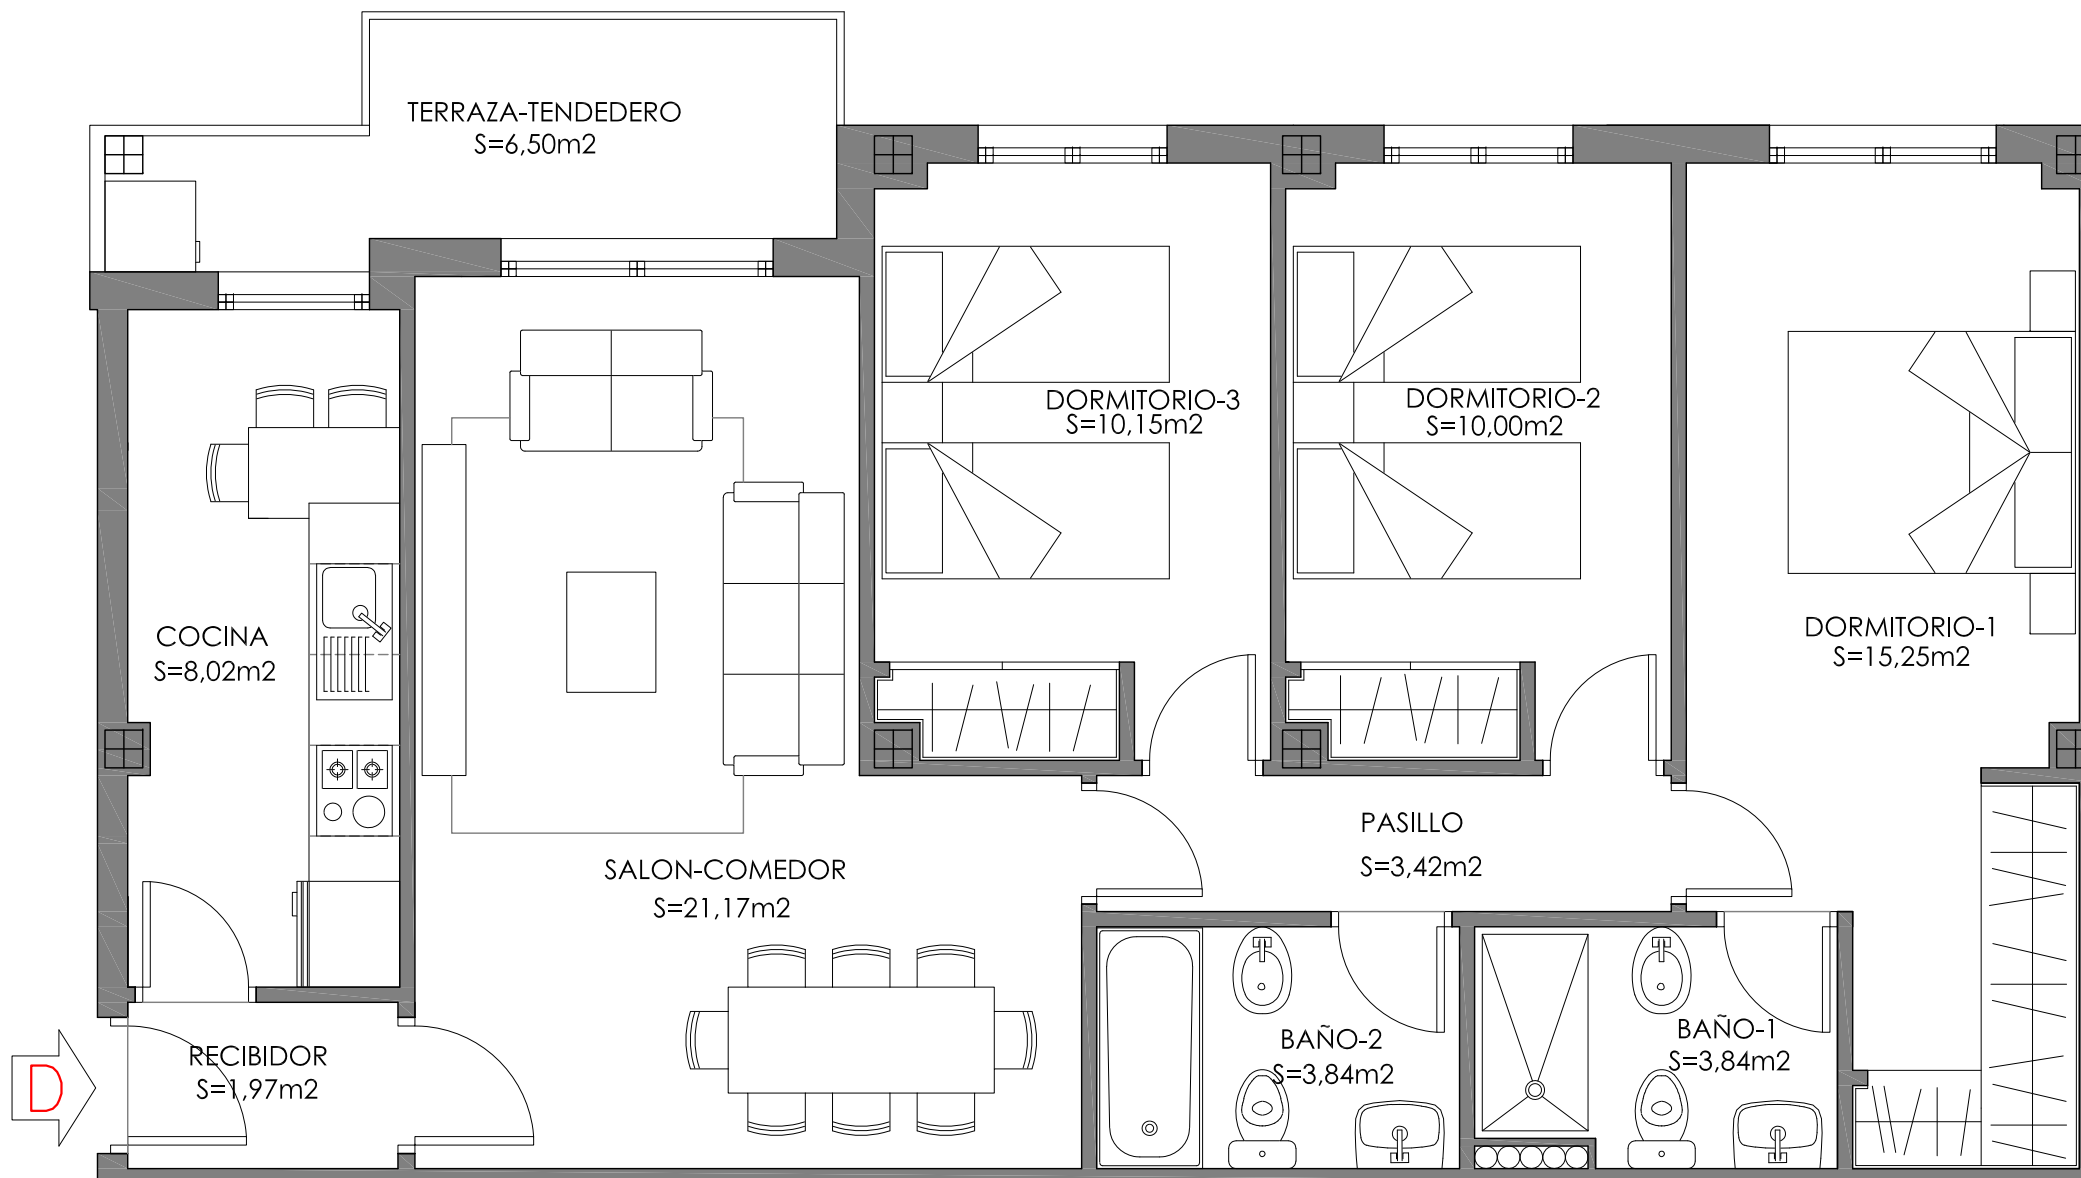 TERRAZA-TENDEDERO
S=6,50m2
DORMITORIO-3
S=10,15m2
DORMITORIO-2
S=10,00m2
DORMITORIO-1
S=15,25m2
COCINA
S=8,02m2
PASILLO
S=3,42m2
SALON-COMEDOR
S=21,17m2
RECIBIDOR
S=1,97m2
BAÑO-2
S=3,84m2
BAÑO-1
S=3,84m2
D